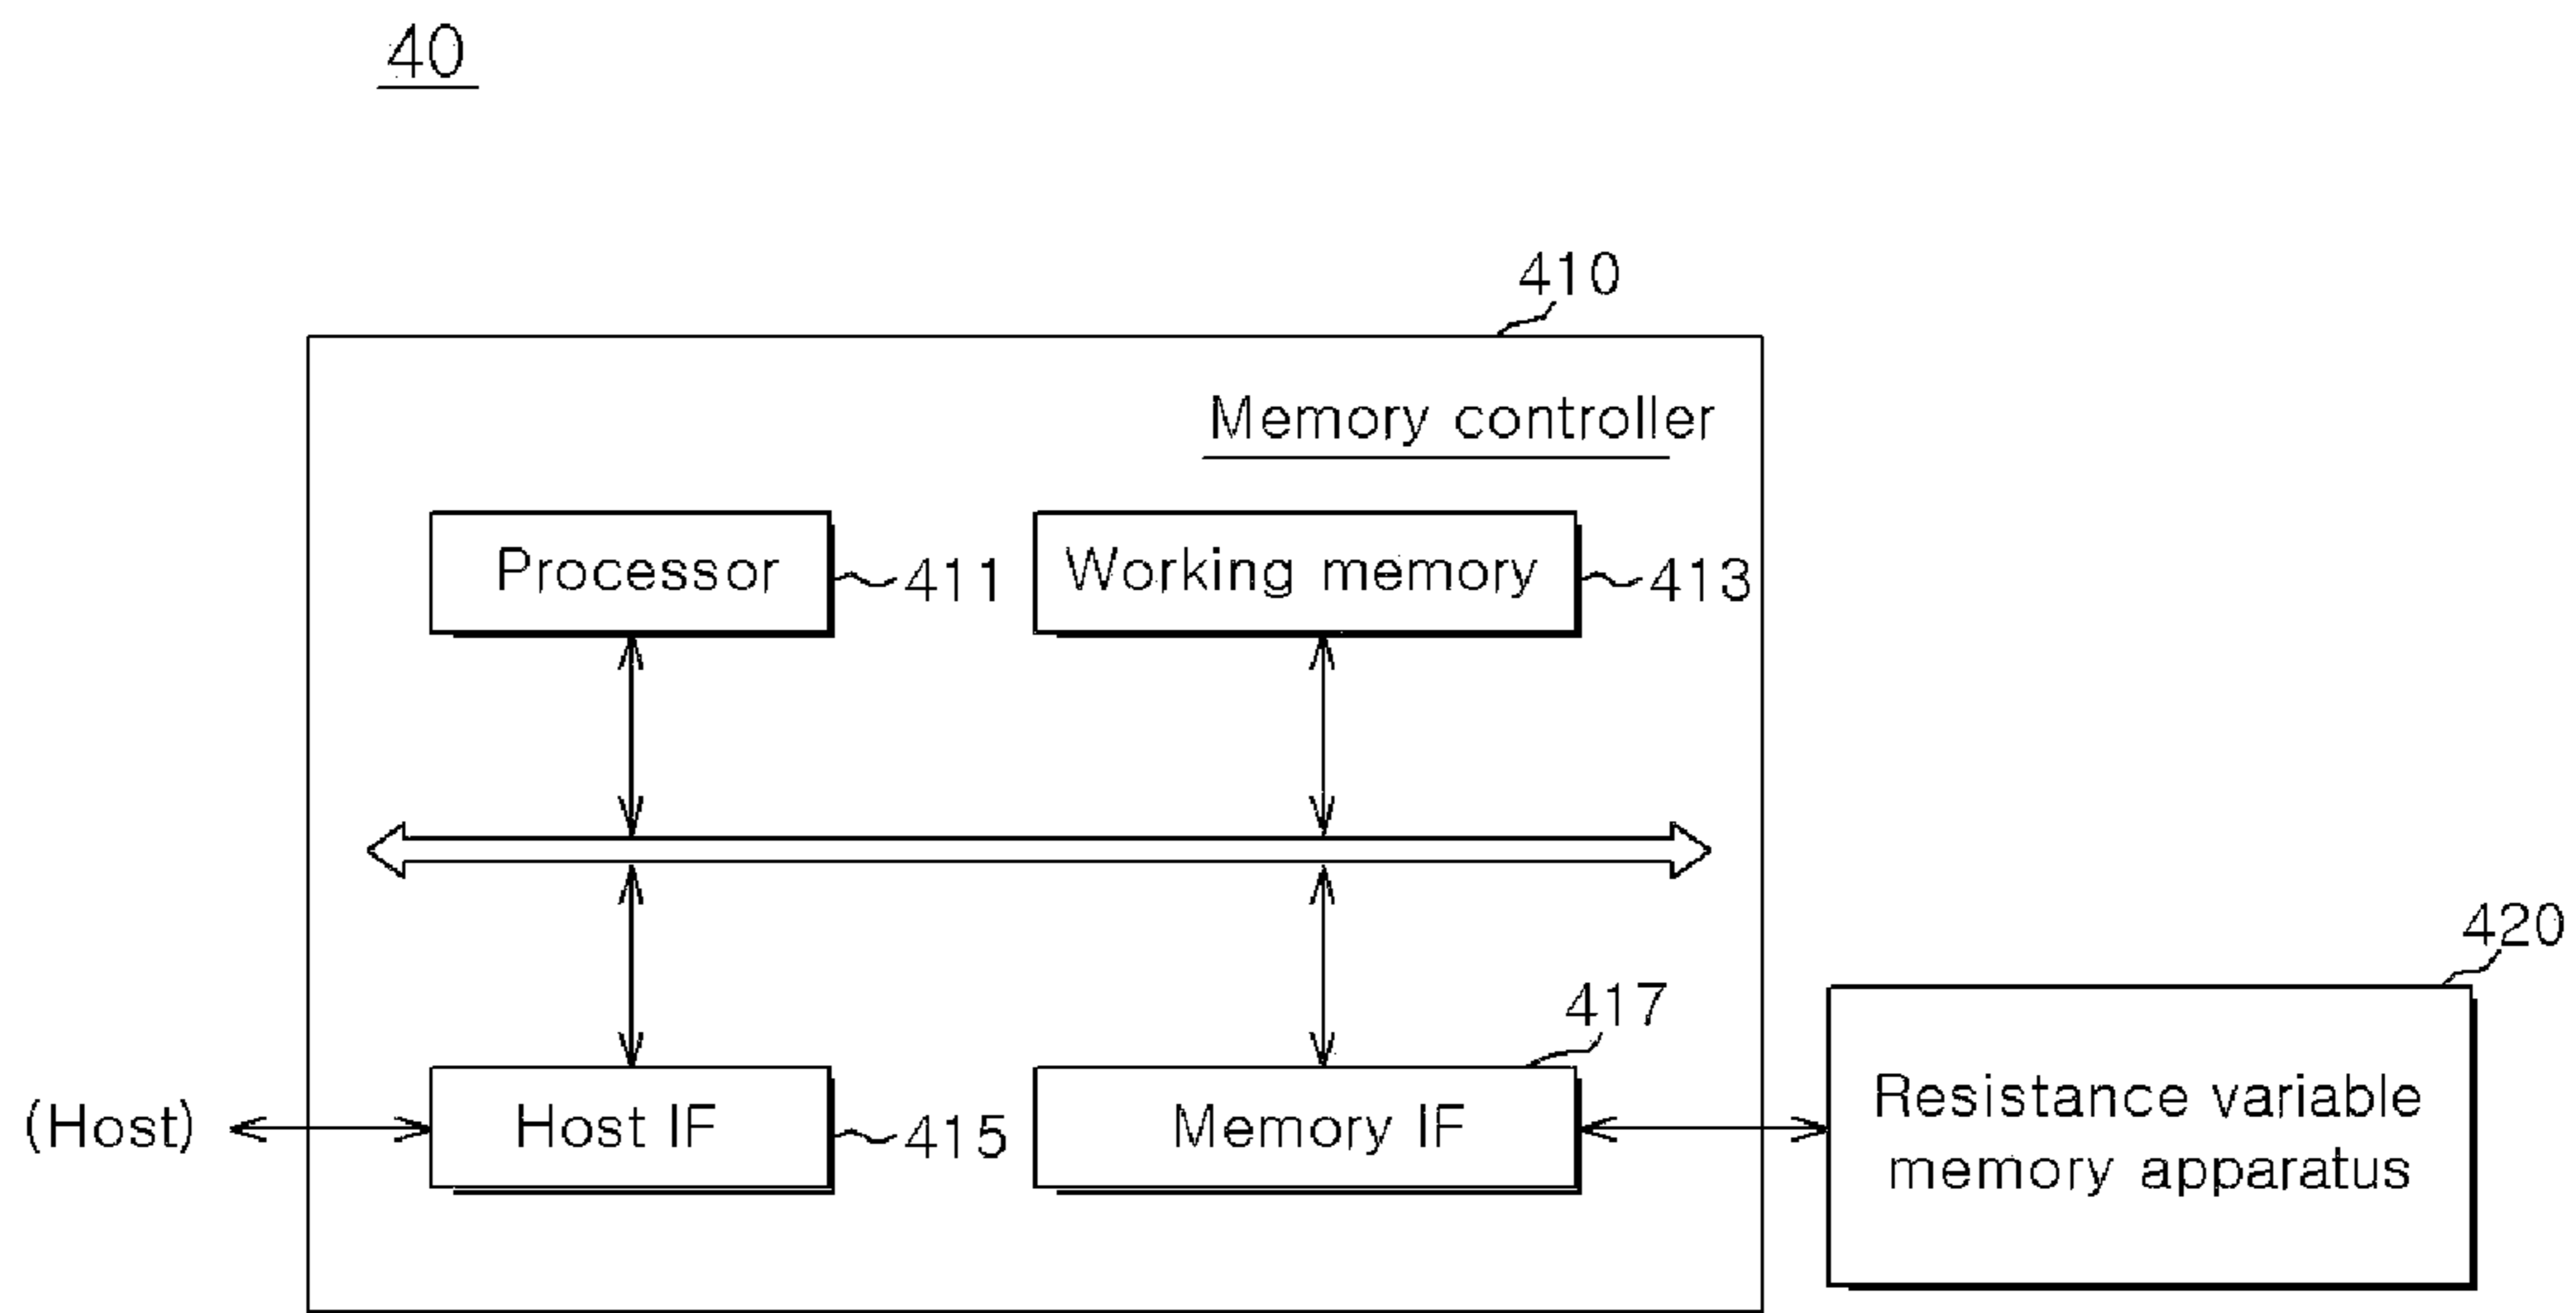 40
410
Memory controller
Processor
411
Working memory
413
420
417
(Host)
Host IF
415
Memory IF
Resistance variable
memory apparatus